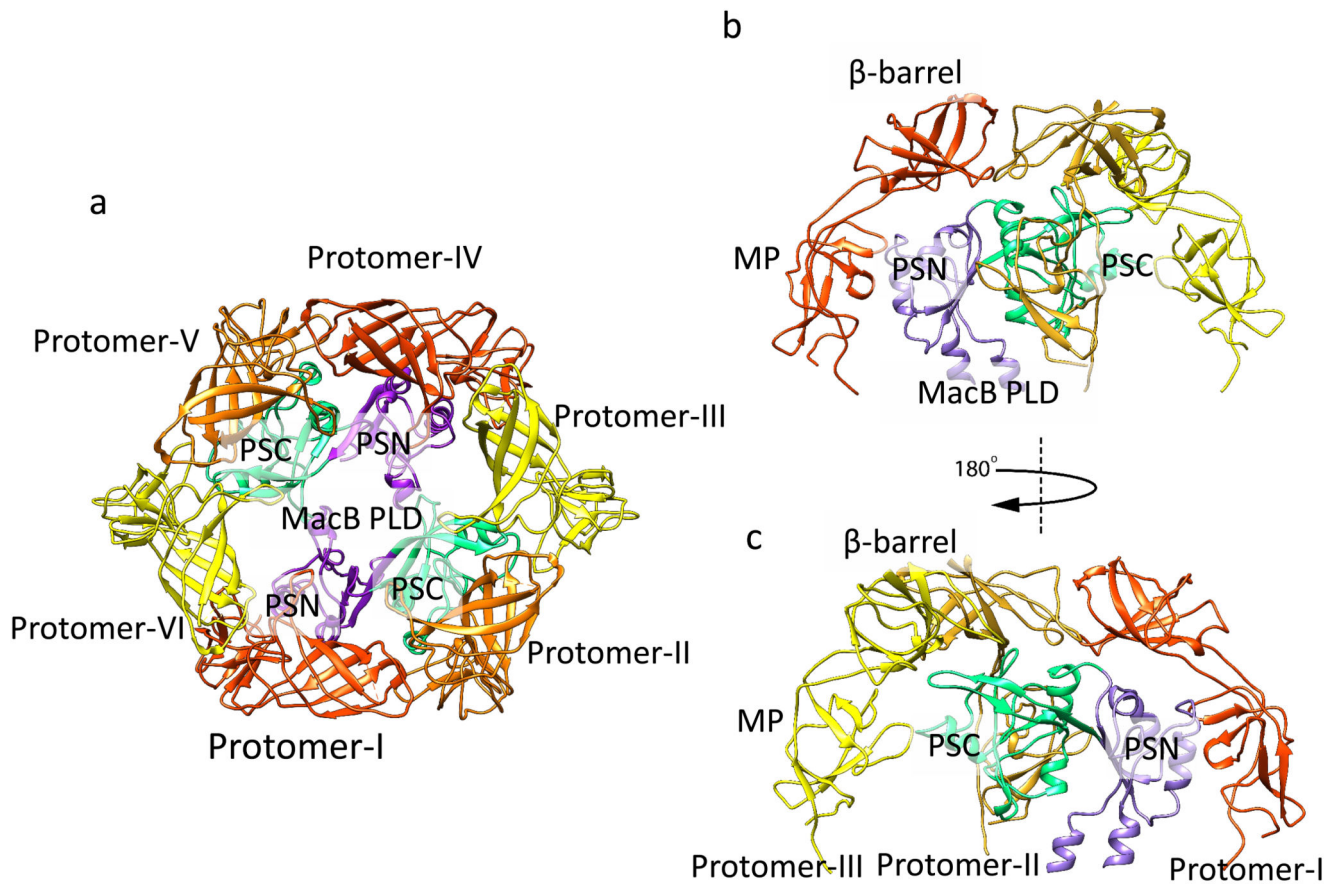 a
Protomer-IV
Protomer-V
Protomer-III
PSC
PSN
MacB PLD
PSN
PSC
Protomer-VI
Protomer-II
Protomer-I
b
β-barrel
MP
PSN
PSC
MacB PLD
180°
c
β-barrel
MP
PSC
PSN
Protomer-III Protomer-II Protomer-I